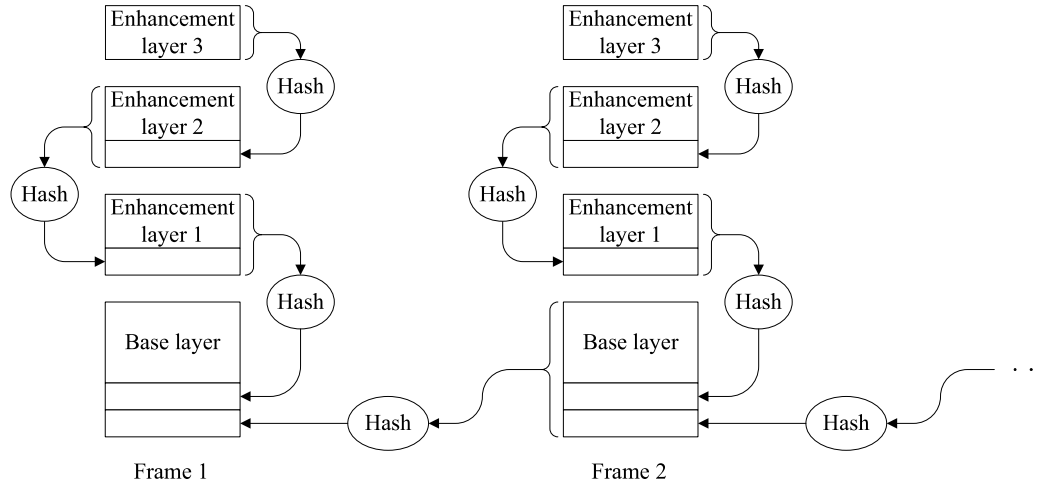 Enhancement
layer 3
Hash
Enhancement
layer 2
Hash
Enhancement
layer 1
Hash
Base layer
Hash
Frame 1
Enhancement
layer 3
Hash
Enhancement
layer 2
Hash
Enhancement
layer 1
Hash
Base layer
Hash
. .
Frame 2